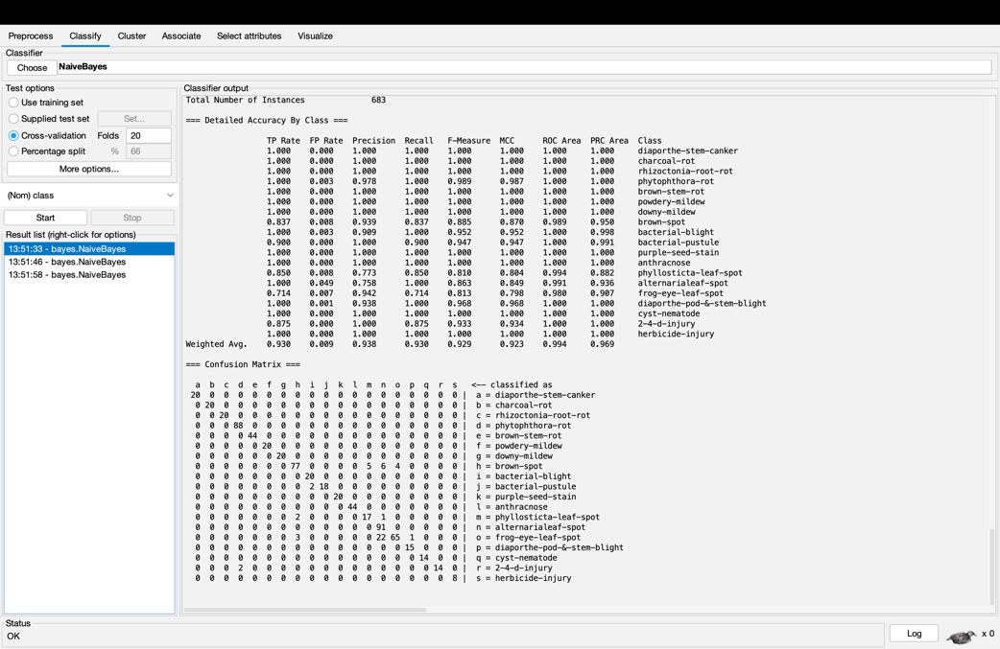 Preprocess Classify Cluster Associate Select attributes Visualize
Classifier
Choose NaiveBayes
Test options
Use training set
Supplied test set Set...
Cross-validation Folds 20
Percentage split % 66
More options...
(Nom) class
Start Stop
Result list (right-click for options)
13:51:33 - bayes.NaiveBayes
13:51:46 - bayes.NaiveBayes
13:51:58 - bayes.NaiveBayes
Classifier output
Total Number of Instances 683
=== Detailed Accuracy By Class ===
TP Rate FP Rate Precision Recall F-Measure MCC ROC Area PRC Area Class
1.000 0.000 1.000 1.000 1.000 1.000 1.000 1.000 diaporthe-stem-canker
1.000 0.000 1.000 1.000 1.000 1.000 1.000 1.000 charcoal-rot
1.000 0.000 1.000 1.000 1.000 1.000 1.000 1.000 rhizoctonia-root-rot
1.000 0.003 0.978 1.000 0.989 0.987 1.000 1.000 phytophthora-rot
1.000 0.000 1.000 1.000 1.000 1.000 1.000 1.000 brown-stem-rot
1.000 0.000 1.000 1.000 1.000 1.000 1.000 1.000 powdery-mildew
1.000 0.000 1.000 1.000 1.000 1.000 1.000 1.000 downy-mildew
0.837 0.008 0.939 0.837 0.885 0.870 0.989 0.950 brown-spot
1.000 0.003 0.909 1.000 0.952 0.952 1.000 0.998 bacterial-blight
0.900 0.000 1.000 0.900 0.947 0.947 1.000 0.991 bacterial-pustule
1.000 0.000 1.000 1.000 1.000 1.000 1.000 1.000 purple-seed-stain
1.000 0.000 1.000 1.000 1.000 1.000 1.000 1.000 anthracnose
0.850 0.008 0.773 0.850 0.810 0.804 0.994 0.882 phyllosticta-leaf-spot
1.000 0.049 0.758 1.000 0.863 0.849 0.991 0.936 alternarialeaf-spot
0.714 0.007 0.942 0.714 0.813 0.798 0.980 0.907 frog-eye-leaf-spot
1.000 0.001 0.938 1.000 0.968 0.968 1.000 1.000 diaporthe-pod-&-stem-blight
1.000 0.000 1.000 1.000 1.000 1.000 1.000 1.000 cyst-nematode
0.875 0.000 1.000 0.875 0.933 0.934 1.000 1.000 2-4-d-injury
1.000 0.000 1.000 1.000 1.000 1.000 1.000 1.000 herbicide-injury
Weighted Avg. 0.930 0.009 0.938 0.930 0.929 0.923 0.994 0.969
=== Confusion Matrix ===
a b c d e f g h i j k l m n o p q r s <-- classified as
20 0 0 0 0 0 0 0 0 0 0 0 0 0 0 0 0 0 0 | a = diaporthe-stem-canker
0 20 0 0 0 0 0 0 0 0 0 0 0 0 0 0 0 0 0 | b = charcoal-rot
0 0 20 0 0 0 0 0 0 0 0 0 0 0 0 0 0 0 0 | c = rhizoctonia-root-rot
0 0 0 88 0 0 0 0 0 0 0 0 0 0 0 0 0 0 0 | d = phytophthora-rot
0 0 0 0 44 0 0 0 0 0 0 0 0 0 0 0 0 0 0 | e = brown-stem-rot
0 0 0 0 0 20 0 0 0 0 0 0 0 0 0 0 0 0 0 | f = powdery-mildew
0 0 0 0 0 0 20 0 0 0 0 0 0 0 0 0 0 0 0 | g = downy-mildew
0 0 0 0 0 0 0 77 0 0 0 0 5 6 4 0 0 0 0 | h = brown-spot
0 0 0 0 0 0 0 0 20 0 0 0 0 0 0 0 0 0 0 | i = bacterial-blight
0 0 0 0 0 0 0 0 2 18 0 0 0 0 0 0 0 0 0 | j = bacterial-pustule
0 0 0 0 0 0 0 0 0 0 20 0 0 0 0 0 0 0 0 | k = purple-seed-stain
0 0 0 0 0 0 0 0 0 0 0 44 0 0 0 0 0 0 0 | l = anthracnose
0 0 0 0 0 0 0 2 0 0 0 0 17 1 0 0 0 0 0 | m = phyllosticta-leaf-spot
0 0 0 0 0 0 0 0 0 0 0 0 0 91 0 0 0 0 0 | n = alternarialeaf-spot
0 0 0 0 0 0 0 3 0 0 0 0 0 22 65 1 0 0 0 | o = frog-eye-leaf-spot
0 0 0 0 0 0 0 0 0 0 0 0 0 0 0 15 0 0 0 | p = diaporthe-pod-&-stem-blight
0 0 0 0 0 0 0 0 0 0 0 0 0 0 0 0 14 0 0 | q = cyst-nematode
0 0 0 2 0 0 0 0 0 0 0 0 0 0 0 0 0 14 0 | r = 2-4-d-injury
0 0 0 0 0 0 0 0 0 0 0 0 0 0 0 0 0 0 8 | s = herbicide-injury
Status
OK
Log x 0